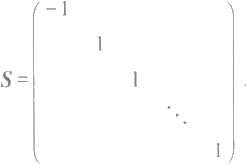 S = ( −1
1
1
⋱
1 ) .